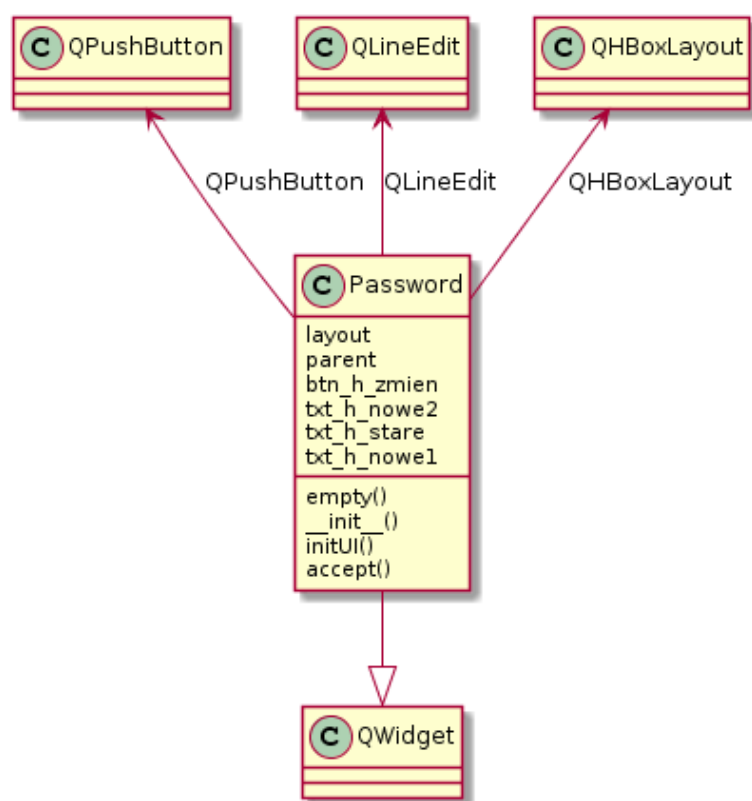 C QPushButton
C QLineEdit
C QHBoxLayout
QPushButton
QLineEdit
QHBoxLayout
C Password
layout
parent
btn_h_zmien
txt_h_nowe2
txt_h_stare
txt_h_nowe1
empty()
__init__()
initUI()
accept()
C QWidget